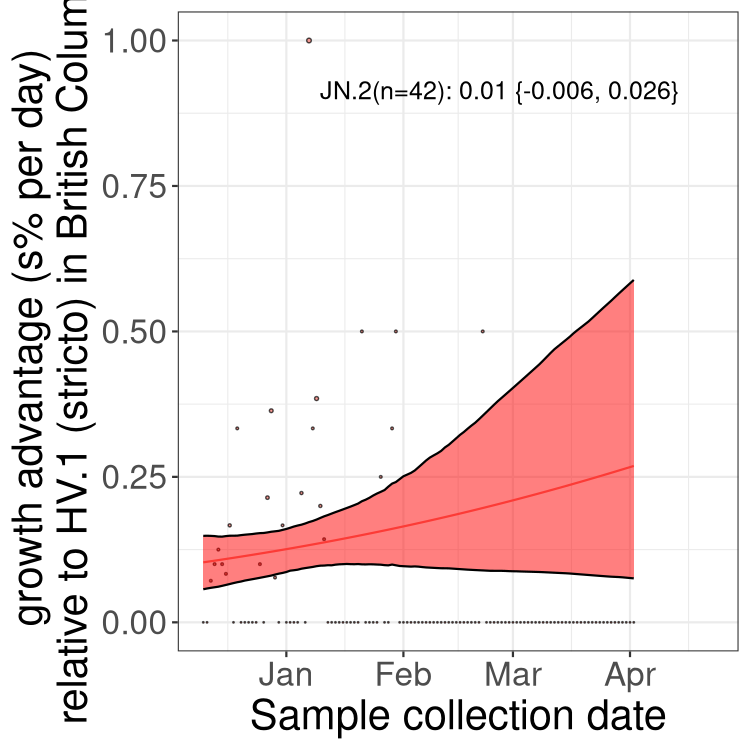 growth advantage (s% per day)
relative to HV.1 (stricto) in British Colum
1.00
0.75
0.50
0.25
0.00
JN.2(n=42): 0.01 {-0.006, 0.026}
Jan Feb Mar Apr
Sample collection date